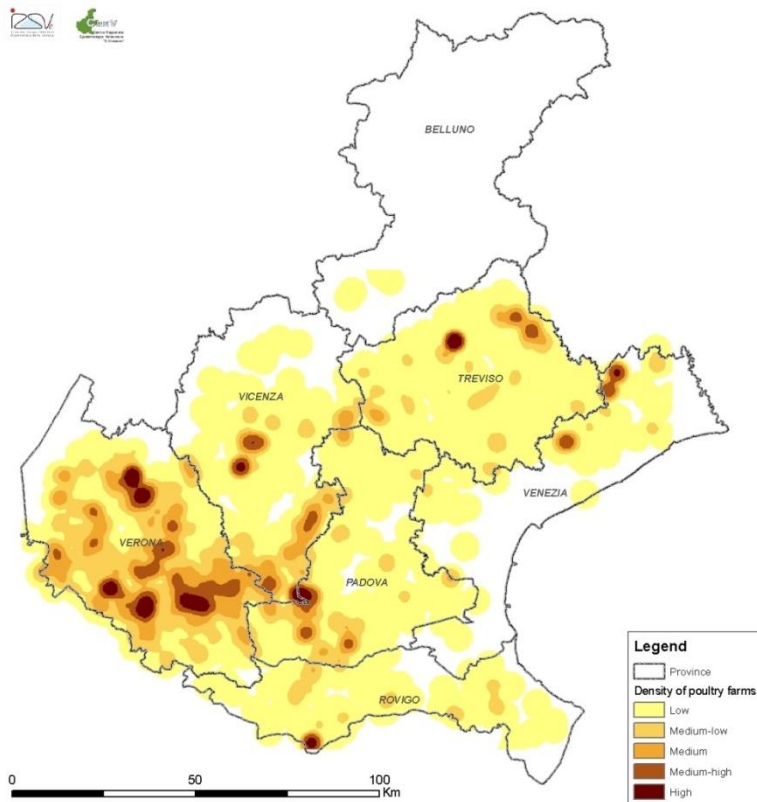 BELLUNO
TREVISO
VICENZA
VENEZIA
VERONA
PADOVA
ROVIGO
Legend
Province
Density of poultry farms
Low
Medium-low
Medium
Medium-high
High
0 50 100
Km